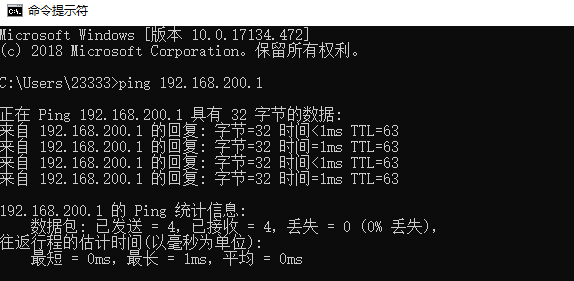 命令提示符
Microsoft Windows [版本 10.0.17134.472]
(c) 2018 Microsoft Corporation。保留所有权利。
C:\Users\23333>ping 192.168.200.1
正在 Ping 192.168.200.1 具有 32 字节的数据:
来自 192.168.200.1 的回复: 字节=32 时间<1ms TTL=63
来自 192.168.200.1 的回复: 字节=32 时间=1ms TTL=63
来自 192.168.200.1 的回复: 字节=32 时间<1ms TTL=63
来自 192.168.200.1 的回复: 字节=32 时间=1ms TTL=63
192.168.200.1 的 Ping 统计信息:
数据包: 已发送 = 4，已接收 = 4，丢失 = 0 (0% 丢失)，
往返行程的估计时间(以毫秒为单位):
最短 = 0ms，最长 = 1ms，平均 = 0ms